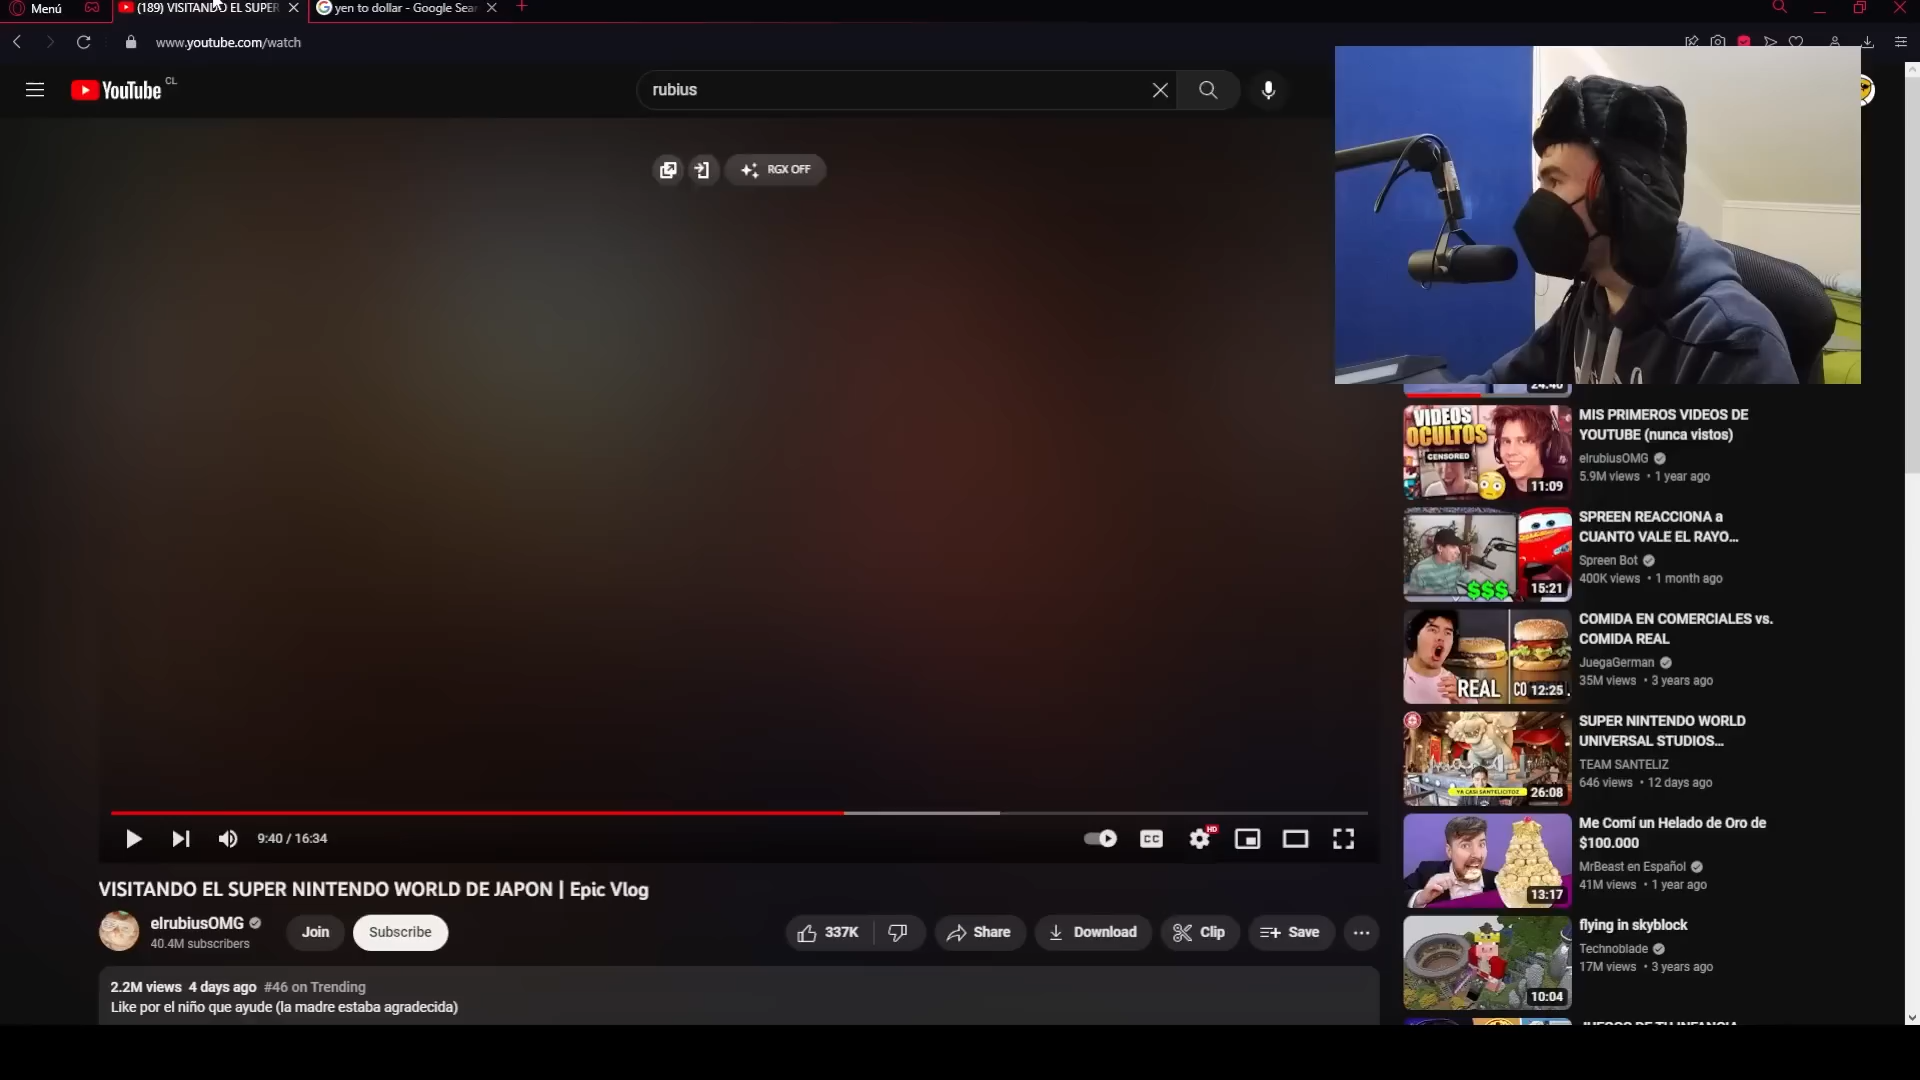 Menú
(189) VISITANDO EL SUPER
yen to dollar - Google Sea
www.youtube.com/watch
YouTube CL
rubius
RGX OFF
24:40
VIDEOS OCULTOS
CENSORED
11:09
MIS PRIMEROS VIDEOS DE
YOUTUBE (nunca vistos)
elrubiusOMG
5.9M views • 1 year ago
$$$
15:21
SPREEN REACCIONA a
CUANTO VALE EL RAYO...
Spreen Bot
400K views • 1 month ago
REAL
12:25
COMIDA EN COMERCIALES vs.
COMIDA REAL
JuegaGerman
35M views • 3 years ago
YA CASI SANTELICITOZ
26:08
SUPER NINTENDO WORLD
UNIVERSAL STUDIOS...
TEAM SANTELIZ
646 views • 12 days ago
13:17
Me Comí un Helado de Oro de
$100.000
MrBeast en Español
41M views • 1 year ago
10:04
flying in skyblock
Technoblade
17M views • 3 years ago
9:40 / 16:34
CC
HD
VISITANDO EL SUPER NINTENDO WORLD DE JAPON | Epic Vlog
elrubiusOMG
40.4M subscribers
Join
Subscribe
337K
Share
Download
Clip
Save
2.2M views 4 days ago #46 on Trending
Like por el niño que ayude (la madre estaba agradecida)